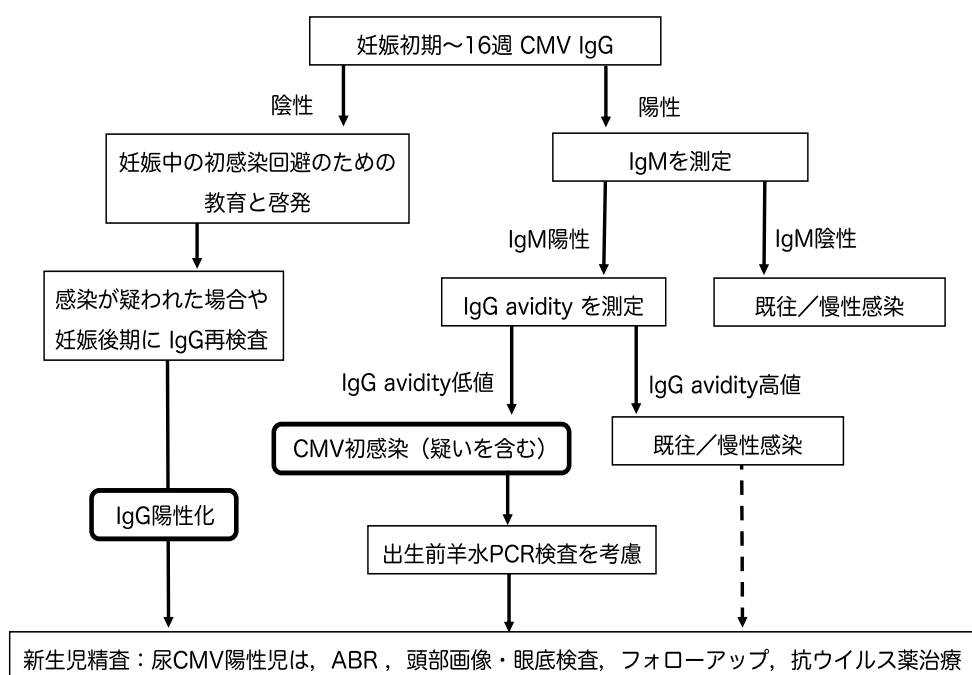 妊娠初期〜16週 CMV IgG
陰性
陽性
妊娠中の初感染回避のための
教育と啓発
IgMを測定
IgM陽性
IgM陰性
感染が疑われた場合や
妊娠後期に IgG再検査
IgG avidity を測定
既往／慢性感染
IgG avidity低値
IgG avidity高値
CMV初感染（疑いを含む）
既往／慢性感染
IgG陽性化
出生前羊水PCR検査を考慮
新生児精査：尿CMV陽性児は，ABR ，頭部画像・眼底検査，フォローアップ，抗ウイルス薬治療